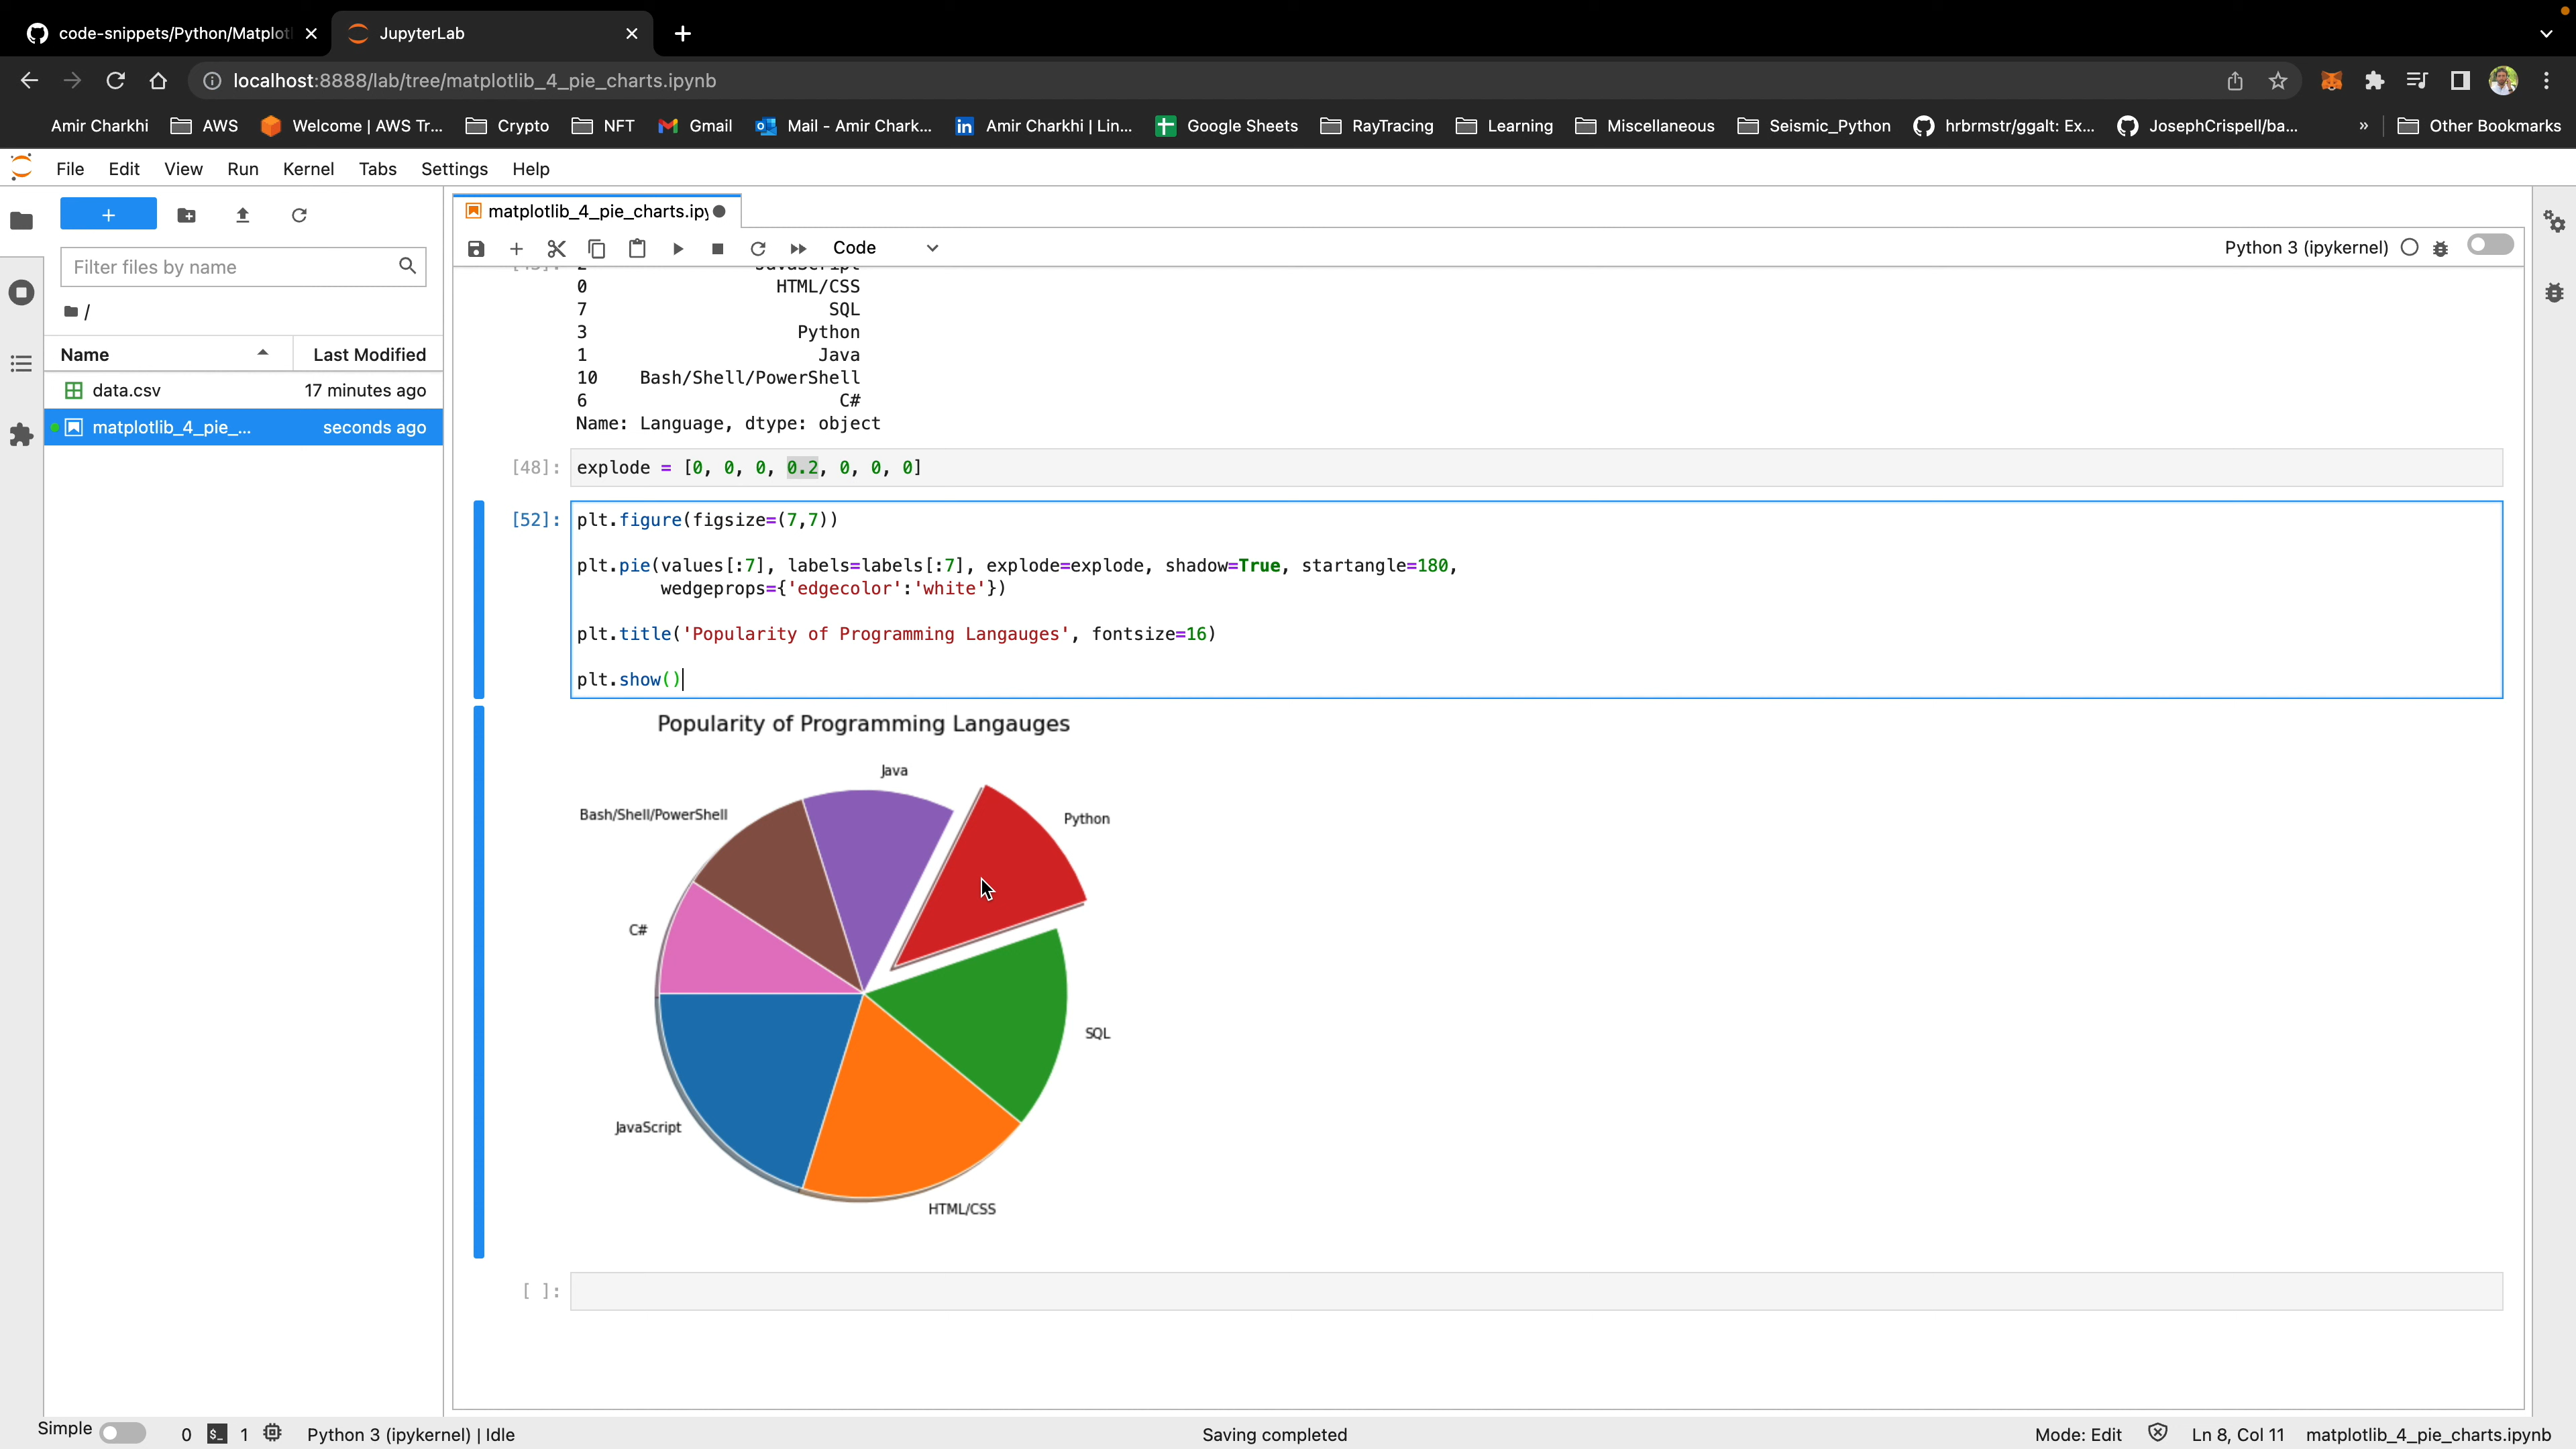 code-snippets/Python/Matplotl
JupyterLab
localhost:8888/lab/tree/matplotlib_4_pie_charts.ipynb
Amir Charkhi AWS Welcome | AWS Tr... Crypto NFT Gmail Mail - Amir Chark... Amir Charkhi | Lin... Google Sheets RayTracing Learning Miscellaneous Seismic_Python hrbrmstr/ggalt: Ex... JosephCrispell/ba... » Other Bookmarks
File Edit View Run Kernel Tabs Settings Help
matplotlib_4_pie_charts.ipy
Code
Python 3 (ipykernel)
Filter files by name
/
Name Last Modified
data.csv 17 minutes ago
matplotlib_4_pie_... seconds ago
0 HTML/CSS
7 SQL
3 Python
1 Java
10 Bash/Shell/PowerShell
6 C#
Name: Language, dtype: object
[48]: explode = [0, 0, 0, 0.2, 0, 0, 0]
[52]: plt.figure(figsize=(7,7))
plt.pie(values[:7], labels=labels[:7], explode=explode, shadow=True, startangle=180,
wedgeprops={'edgecolor':'white'})
plt.title('Popularity of Programming Langauges', fontsize=16)
plt.show()
Popularity of Programming Langauges
Java
Bash/Shell/PowerShell
Python
C#
SQL
JavaScript
HTML/CSS
[ ]:
Simple 0 $_ 1 Python 3 (ipykernel) | Idle
Saving completed
Mode: Edit Ln 8, Col 11 matplotlib_4_pie_charts.ipynb